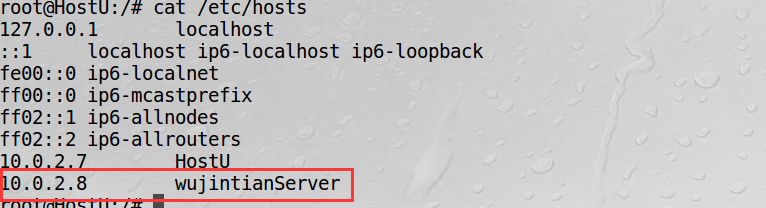 root@HostU:/# cat /etc/hosts
127.0.0.1 localhost
::1 localhost ip6-localhost ip6-loopback
fe00::0 ip6-localnet
ff00::0 ip6-mcastprefix
ff02::1 ip6-allnodes
ff02::2 ip6-allrouters
10.0.2.7 HostU
10.0.2.8 wujintianServer
root@HostU:/#